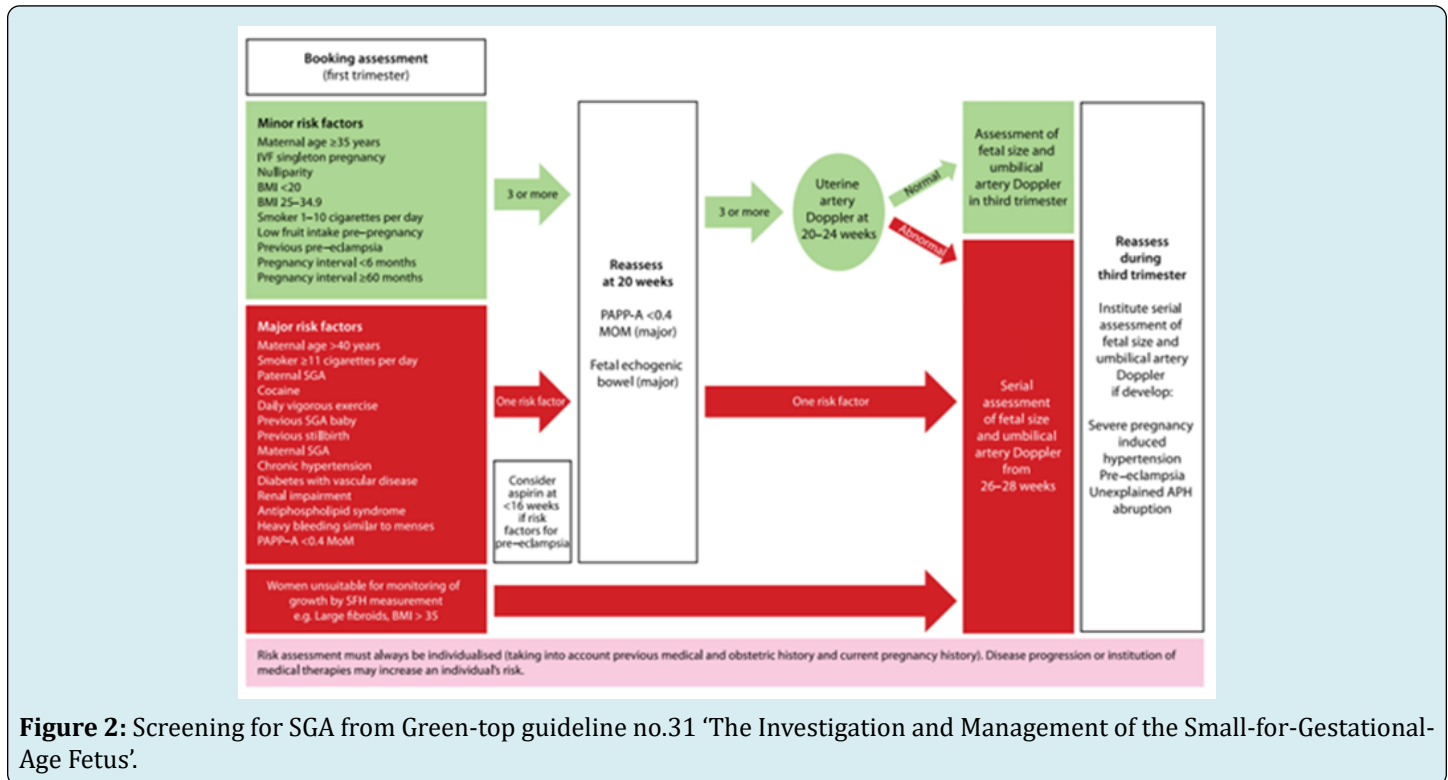 Booking assessment
(first trimester)
Minor risk factors
Maternal age ≥35 years
IVF singleton pregnancy
Nulliparity
BMI <20
BMI 25–34.9
Smoker 1–10 cigarettes per day
Low fruit intake pre–pregnancy
Previous pre–eclampsia
Pregnancy interval <6 months
Pregnancy interval ≥60 months
3 or more
Major risk factors
Maternal age >40 years
Smoker ≥11 cigarettes per day
Paternal SGA
Cocaine
Daily vigorous exercise
Previous SGA baby
Previous stillbirth
Maternal SGA
Chronic hypertension
Diabetes with vascular disease
Renal impairment
Antiphospholipid syndrome
Heavy bleeding similar to menses
PAPP–A <0.4 MoM
One risk factor
Consider
aspirin at
<16 weeks
if risk
factors for
pre–eclampsia
Women unsuitable for monitoring of
growth by SFH measurement
e.g. Large fibroids, BMI > 35
Reassess
at 20 weeks
PAPP–A <0.4
MOM (major)
Fetal echogenic
bowel (major)
3 or more
One risk factor
Uterine
artery
Doppler at
20–24 weeks
Normal
Abnormal
Assessment of
fetal size and
umbilical
artery Doppler
in third trimester
Serial
assessment
of fetal size
and umbilical
artery Doppler
from
26–28 weeks
Reassess
during
third trimester
Institute serial
assessment of
fetal size and
umbilical artery
Doppler
if develop:
Severe pregnancy
induced
hypertension
Pre–eclampsia
Unexplained APH
abruption
Risk assessment must always be individualised (taking into account previous medical and obstetric history and current pregnancy history). Disease progression or institution of
medical therapies may increase an individual's risk.
Figure 2: Screening for SGA from Green-top guideline no.31 ‘The Investigation and Management of the Small-for-Gestational-
Age Fetus’.